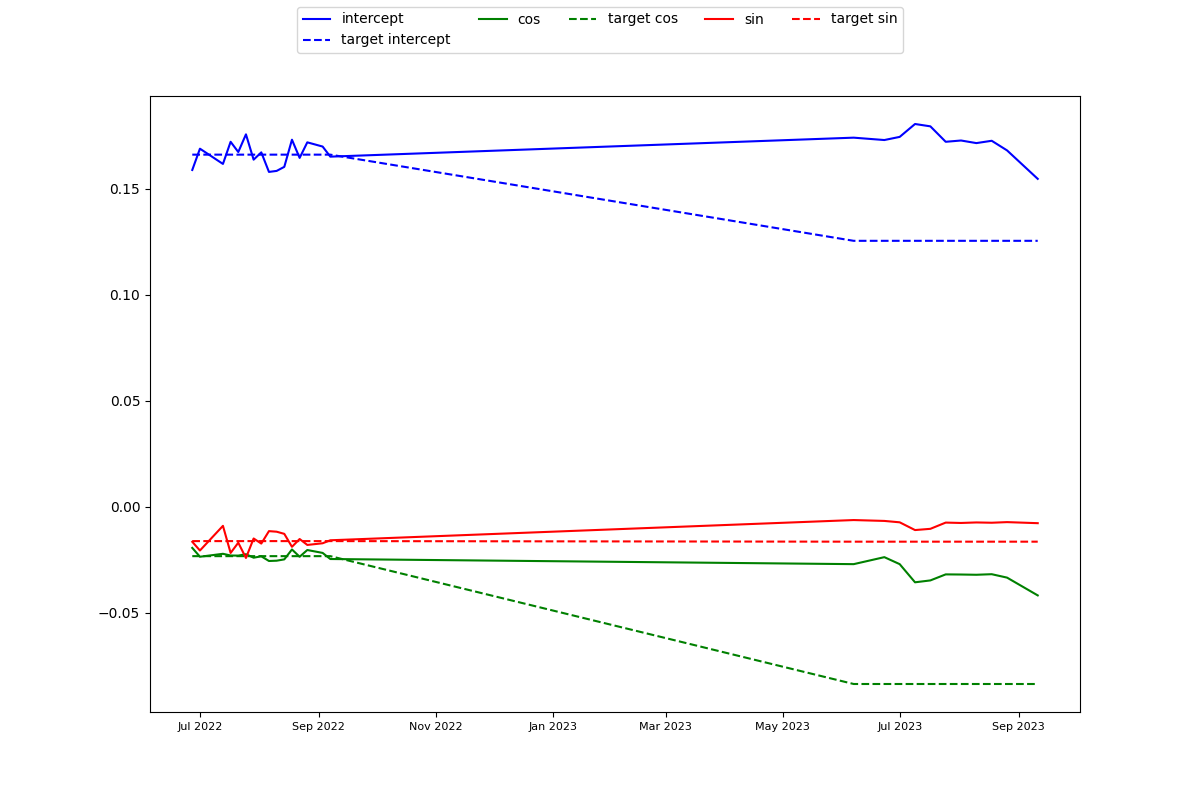 intercept cos target cos sin target sin
target intercept
0.15
0.10
0.05
0.00
−0.05
Jul 2022 Sep 2022 Nov 2022 Jan 2023 Mar 2023 May 2023 Jul 2023 Sep 2023